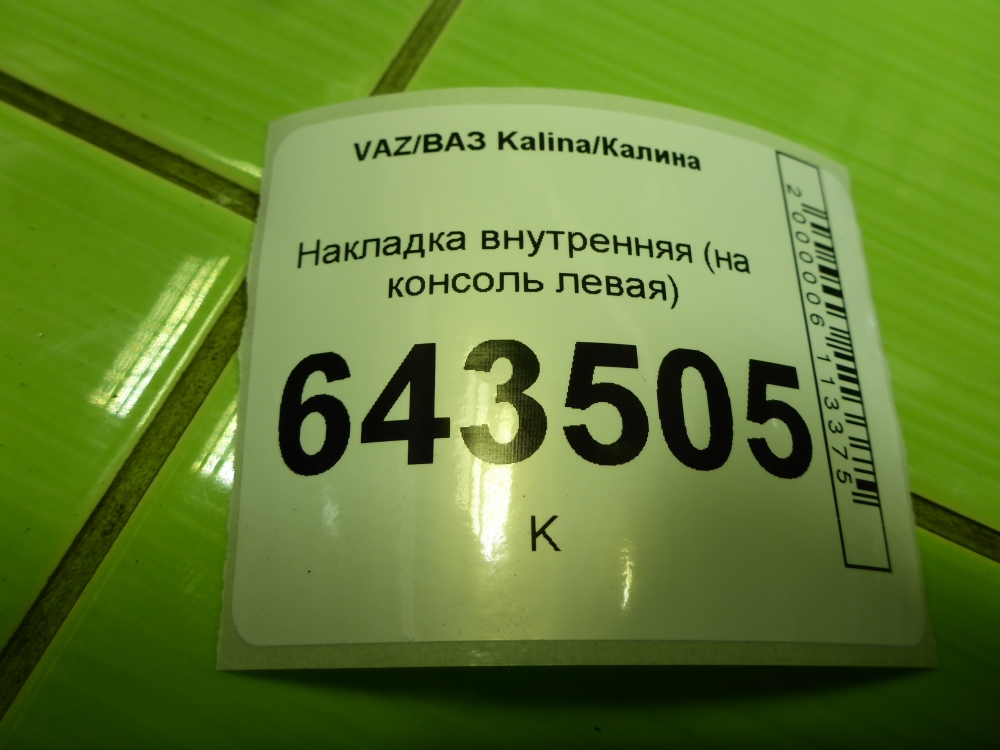 VAZ/ВАЗ Kalina/Калина
Накладка внутренняя (на
консоль левая)
643505
К
2000006113375